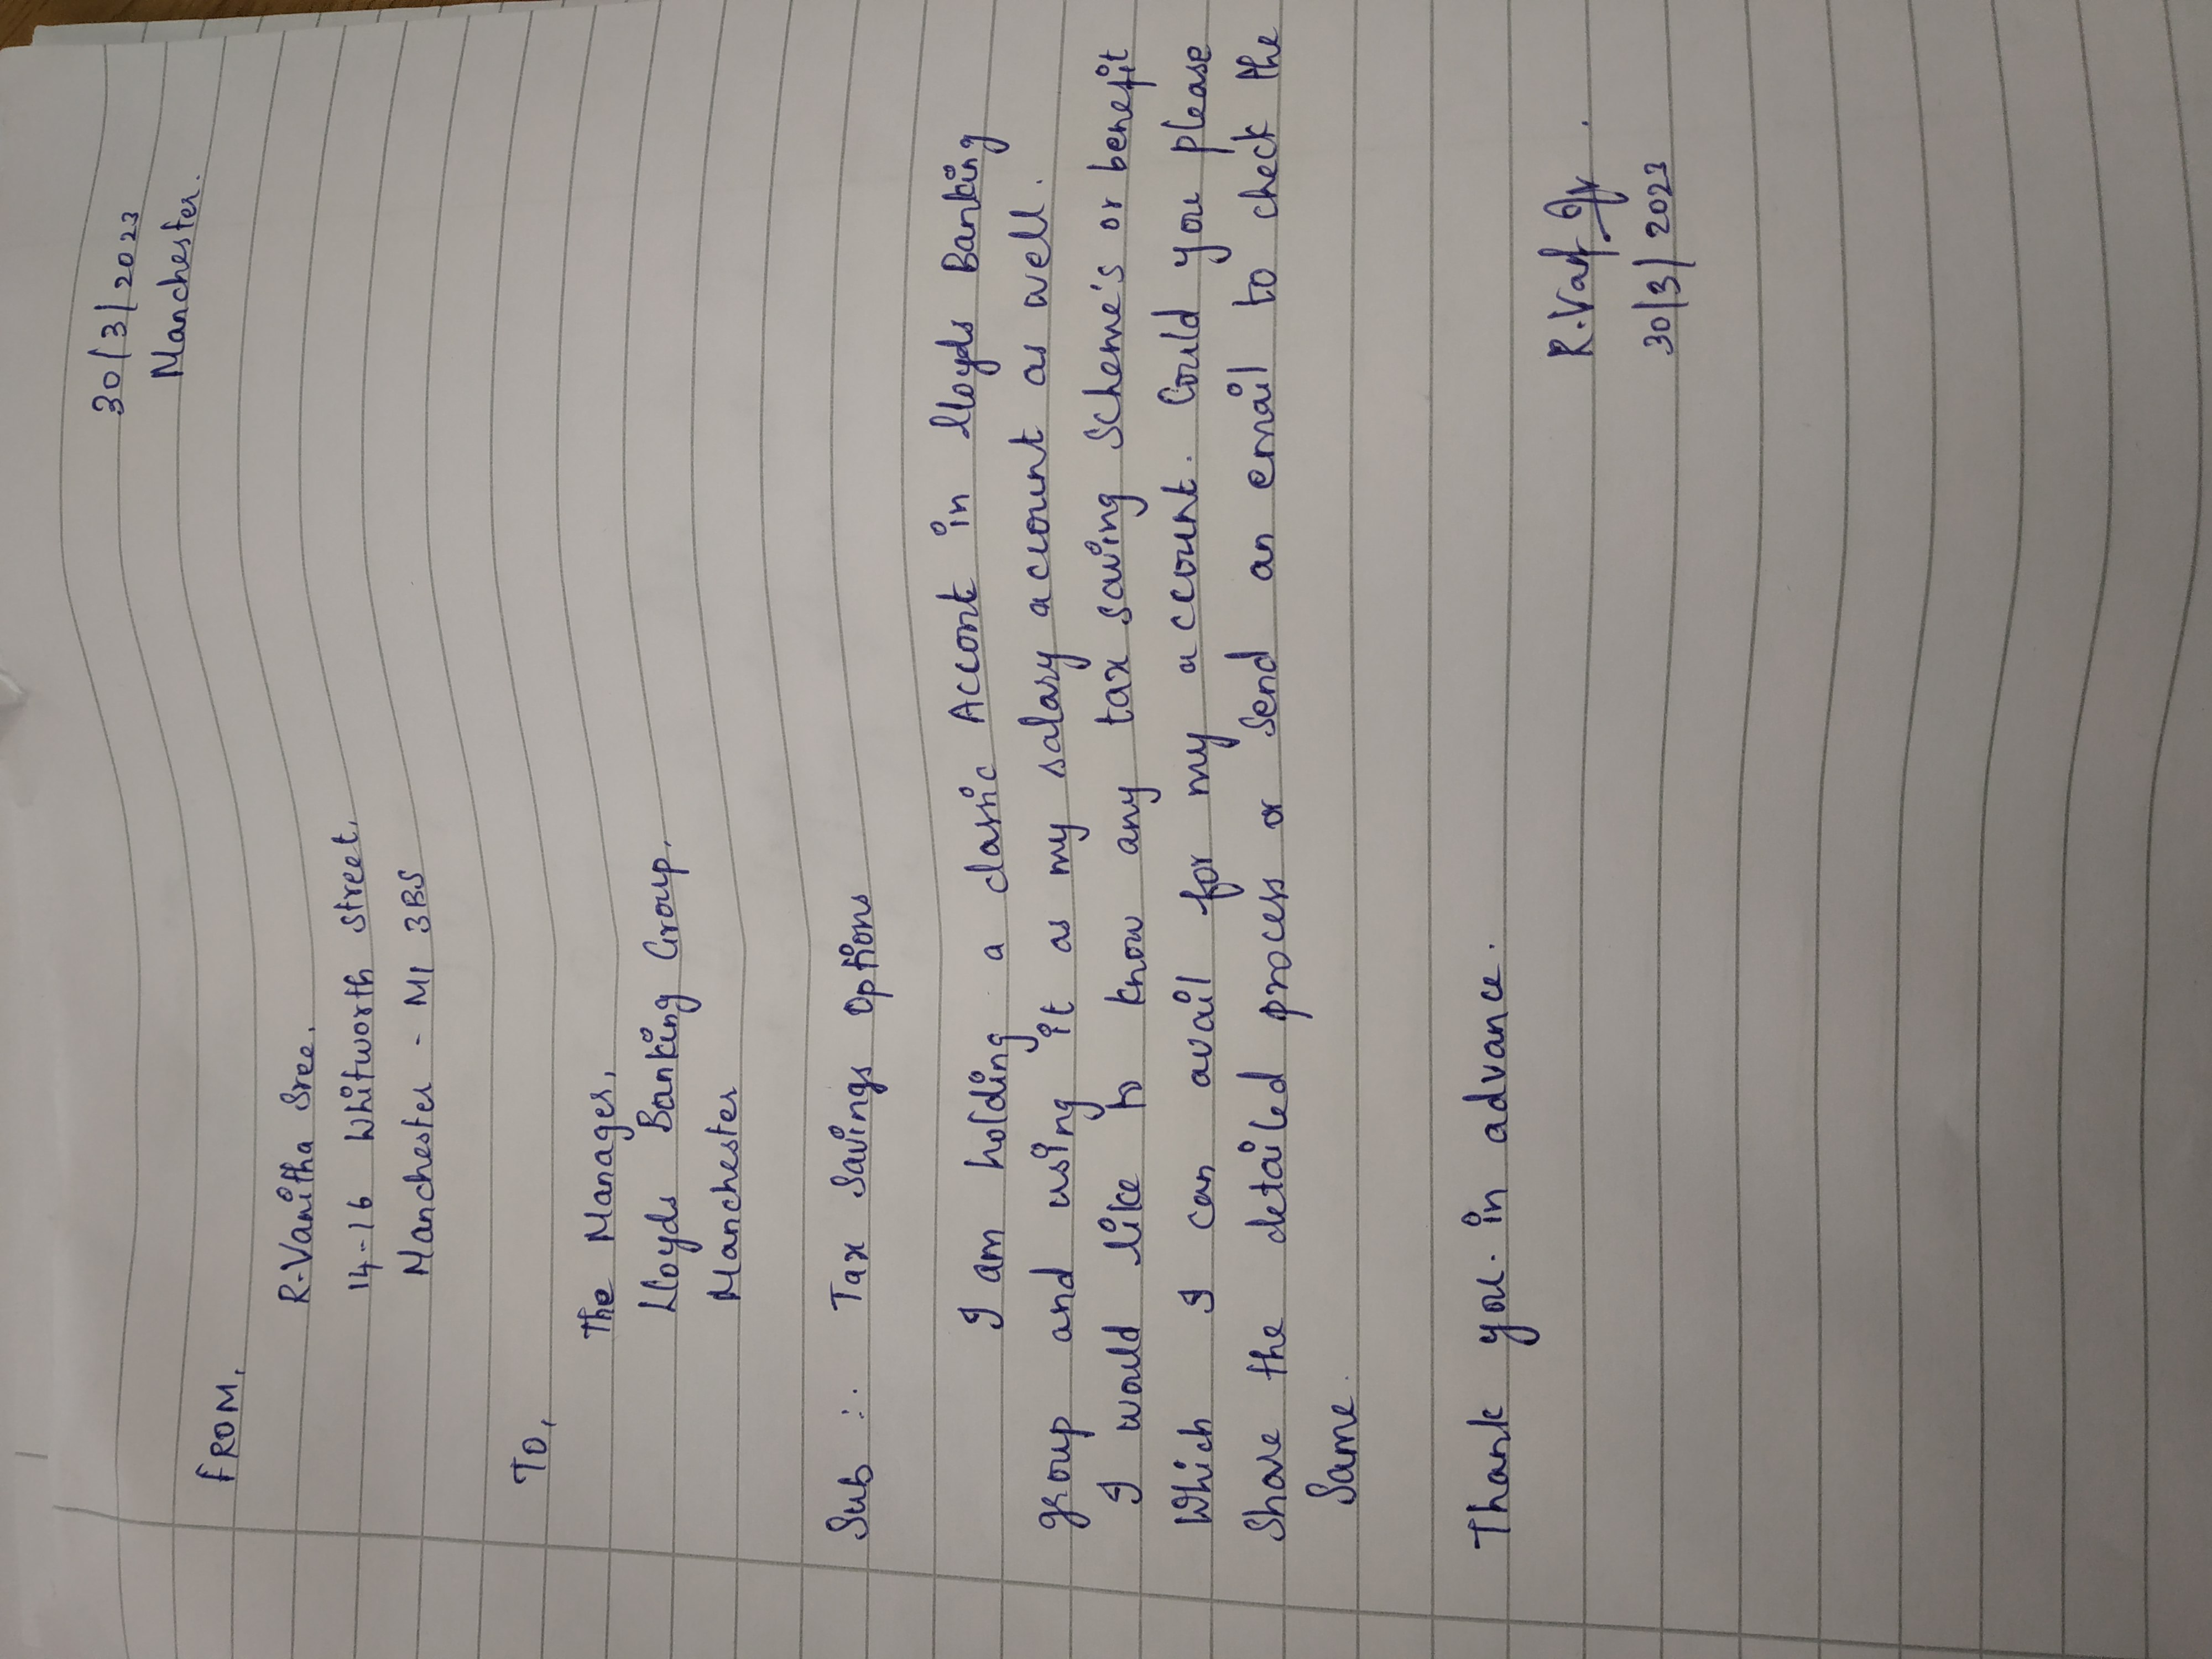 30/3/2023
Manchester.
FROM,
R.Vanitha Sree.
14-16 Whitworth Street,
Manchester - M1 3BS
TO,
The Manager,
Lloyds Banking Group.
Manchester
Sub :. Tax Savings Options
I am holding a classic Accont in lloyds Banking
group and using it as my salary account as well.
I would like to know any tax saving Scheme's or benefit
Which I can avail for my account. Could you please
Share the detailed process or Send an email to check the
Same.
Thank you. in advance.
R.Va
30/3/2023